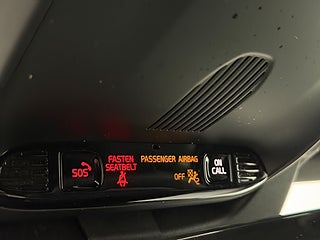 SOS
FASTEN
SEATBELT
PASSENGER AIRBAG
OFF
ON
CALL